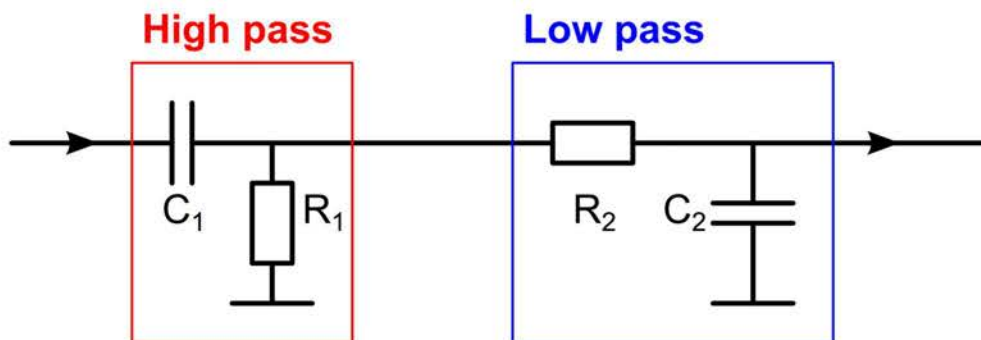 High pass
Low pass
C₁
R₁
R₂
C₂